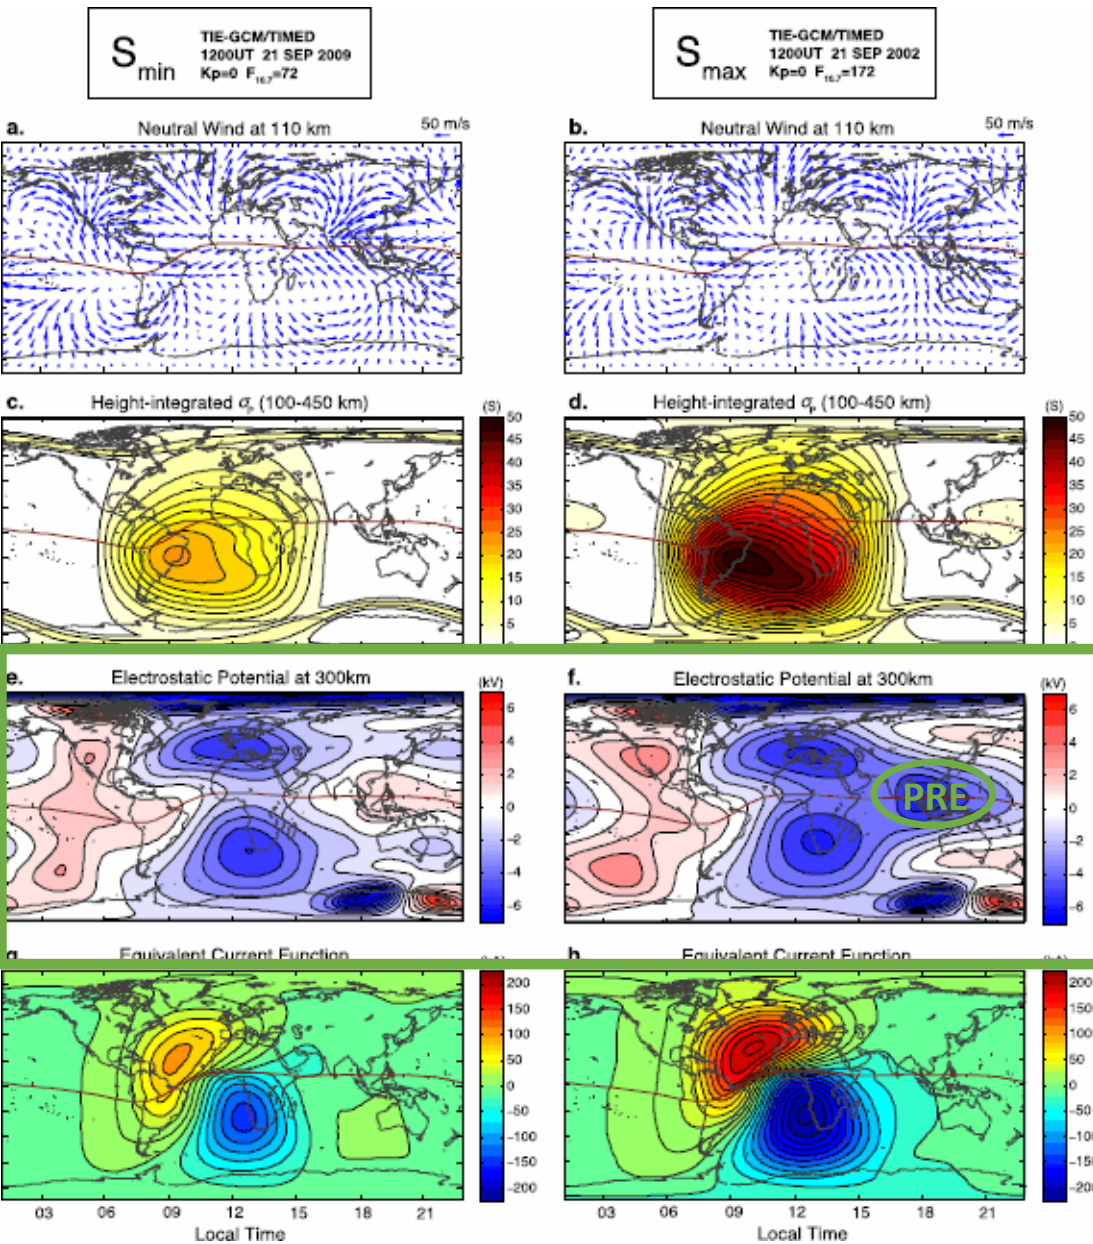 S min
TIE-GCM/TIMED
1200UT 21 SEP 2009
Kp=0 F10.7=72
S max
TIE-GCM/TIMED
1200UT 21 SEP 2002
Kp=0 F10.7=172
a. Neutral Wind at 110 km 50 m/s
b. Neutral Wind at 110 km 50 m/s
c. Height-integrated σp (100-450 km) (S)
50
45
40
35
30
25
20
15
10
5
d. Height-integrated σp (100-450 km) (S)
50
45
40
35
30
25
20
15
10
5
e. Electrostatic Potential at 300km (kV)
6
4
2
0
−2
−4
−6
f. Electrostatic Potential at 300km (kV)
6
4
2
0
−2
−4
−6
PRE
g. Equivalent Current Function
200
150
100
50
0
−50
−100
−150
−200
03 06 09 12 15 18 21
Local Time
h. Equivalent Current Function
200
150
100
50
0
−50
−100
−150
−200
03 06 09 12 15 18 21
Local Time